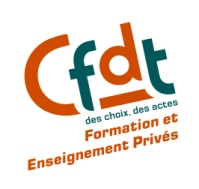 Cfdt
des choix, des actes
Formation et
Enseignement Privés